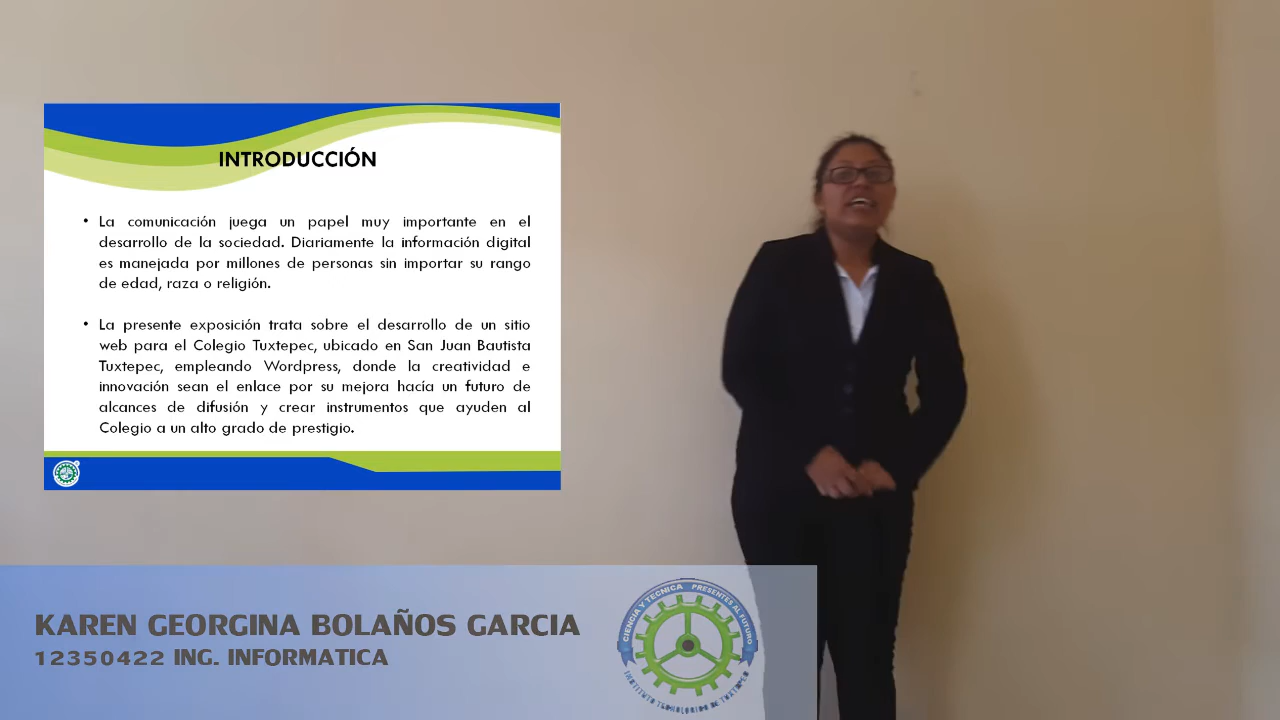 INTRODUCCIÓN
• La comunicación juega un papel muy importante en el
desarrollo de la sociedad. Diariamente la información digital
es manejada por millones de personas sin importar su rango
de edad, raza o religión.
• La presente exposición trata sobre el desarrollo de un sitio
web para el Colegio Tuxtepec, ubicado en San Juan Bautista
Tuxtepec, empleando Wordpress, donde la creatividad e
innovación sean el enlace por su mejora hacía un futuro de
alcances de difusión y crear instrumentos que ayuden al
Colegio a un alto grado de prestigio.
KAREN GEORGINA BOLAÑOS GARCIA
12350422 ING. INFORMATICA
CIENCIA Y TECNICA PRESENTES AL FUTURO
INSTITUTO TECNOLOGICO DE TUXTEPEC